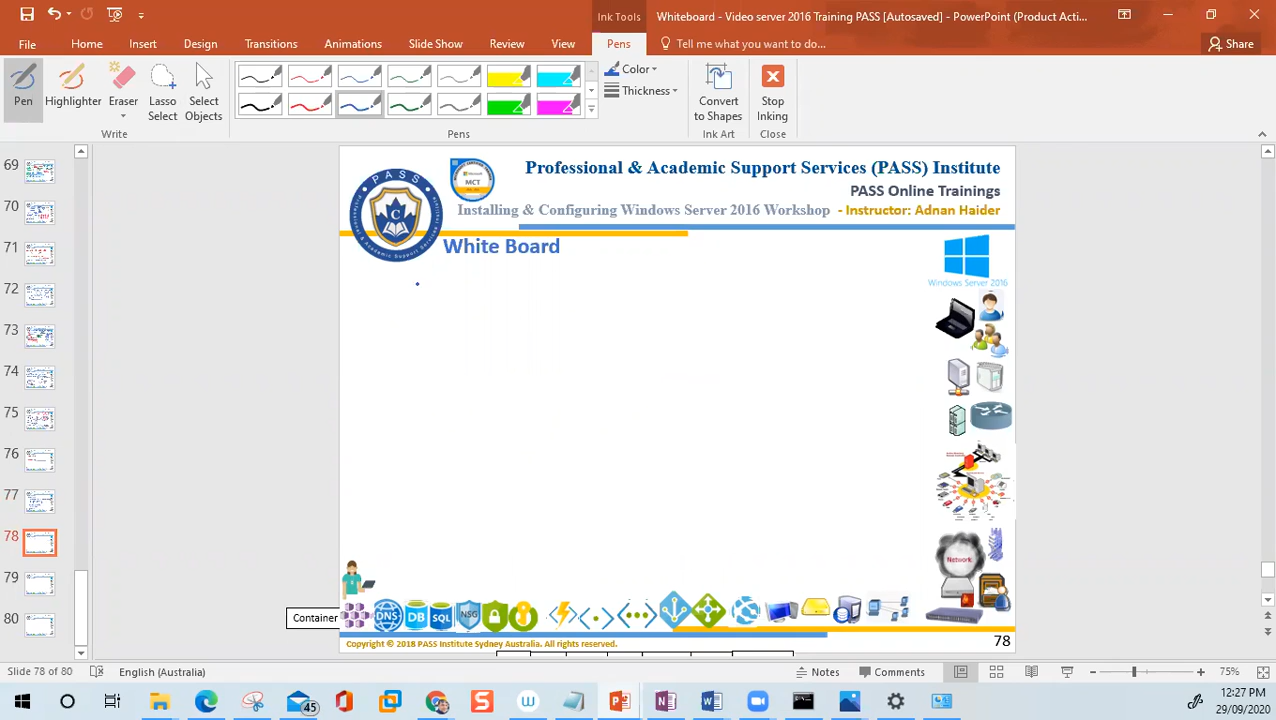 Ink Tools
Whiteboard - Video server 2016 Training PASS [Autosaved] - PowerPoint (Product Acti...
File Home Insert Design Transitions Animations Slide Show Review View Pens Tell me what you want to do... Share
Pen
Highlighter
Eraser
Lasso Select
Select Objects
Color
Thickness
Convert to Shapes
Stop Inking
Write
Pens
Ink Art
Close
69
70
71
72
73
74
75
76
77
78
79
80
PASS
MCT
Professional & Academic Support Services (PASS) Institute
PASS Online Trainings
Installing & Configuring Windows Server 2016 Workshop - Instructor: Adnan Haider
White Board
Windows Server 2016
Network
Container
DNS
DB
SQL
NSG
Copyright © 2018 PASS Institute Sydney Australia. All rights reserved.
78
Slide 78 of 80
English (Australia)
Notes
Comments
75%
45
12:27 PM
29/09/2020